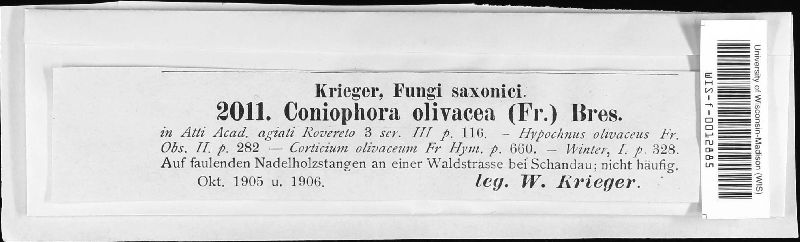 Krieger, Fungi saxonici.
2011. Coniophora olivacea (Fr.) Bres.
in Atti Acad. agiati Rovereto 3 ser. III p. 116. — Hypochnus olivaceus Fr.
Obs. II. p. 282 — Corticium olivaceum Fr Hym. p. 660. — Winter, I. p. 328.
Auf faulenden Nadelholzstangen an einer Waldstrasse bei Schandau; nicht häufig.
Okt. 1905 u. 1906. leg. W. Krieger.
University of Wisconsin-Madison (WIS)
WIS-f-0012885